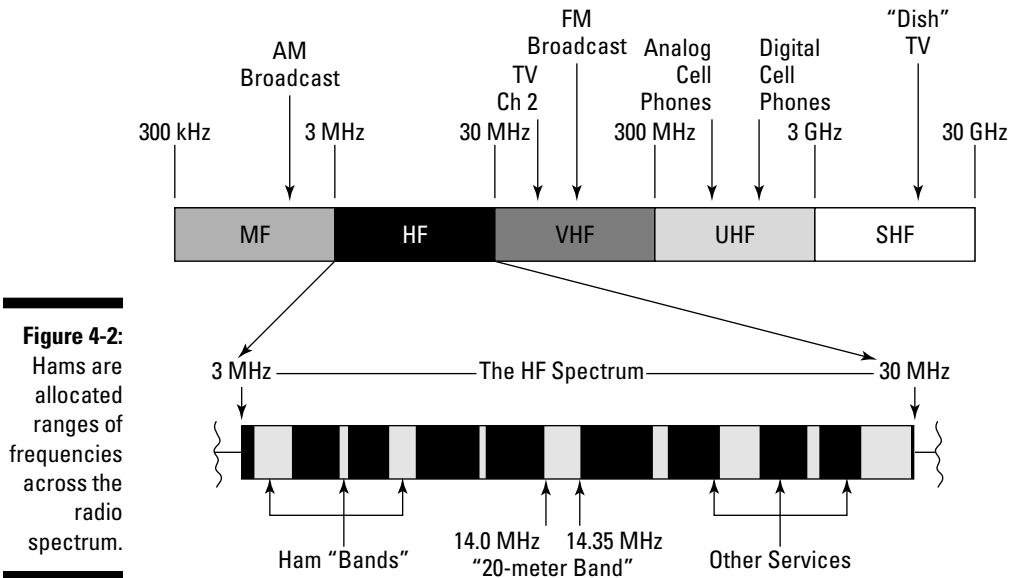 AM
Broadcast
TV
Ch 2
FM
Broadcast
Analog
Cell
Phones
Digital
Cell
Phones
“Dish”
TV
300 kHz
3 MHz
30 MHz
300 MHz
3 GHz
30 GHz
MF
HF
VHF
UHF
SHF
Figure 4-2:
Hams are
allocated
ranges of
frequencies
across the
radio
spectrum.
3 MHz
The HF Spectrum
30 MHz
Ham “Bands”
14.0 MHz 14.35 MHz
“20-meter Band”
Other Services